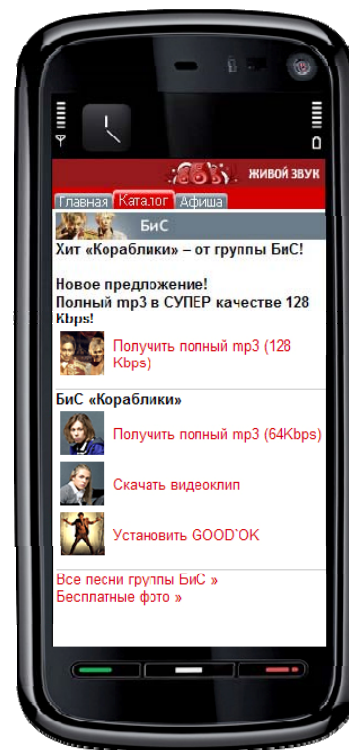 живой звук
Главная Каталог Афиша
БиС
Хит «Кораблики» – от группы БиС!
Новое предложение!
Полный mp3 в СУПЕР качестве 128
Kbps!
Получить полный mp3 (128
Kbps)
БиС «Кораблики»
Получить полный mp3 (64Kbps)
Скачать видеоклип
Установить GOOD`OK
Все песни группы БиС »
Бесплатные фото »